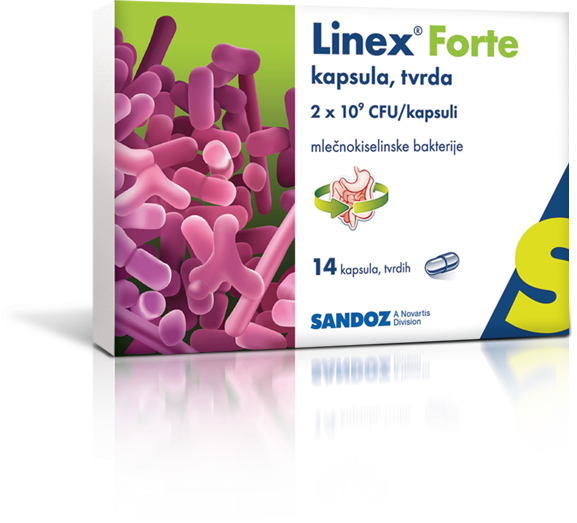 Linex® Forte
kapsula, tvrda
2 x 10⁹ CFU/kapsuli
mlečnokiselinske bakterije
14 kapsula, tvrdih
SANDOZ A Novartis
Division
S